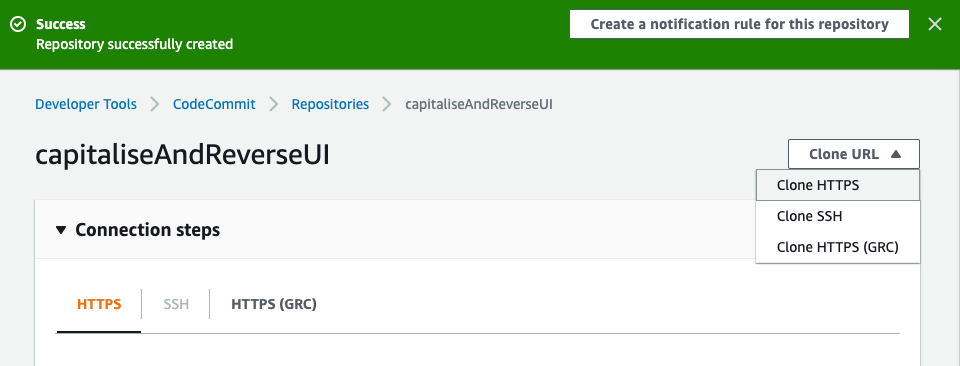 Success
Repository successfully created
Create a notification rule for this repository
Developer Tools
CodeCommit
Repositories
capitaliseAndReverseUI
capitaliseAndReverseUI
Clone URL
Clone HTTPS
Clone SSH
Clone HTTPS (GRC)
Connection steps
HTTPS
SSH
HTTPS (GRC)